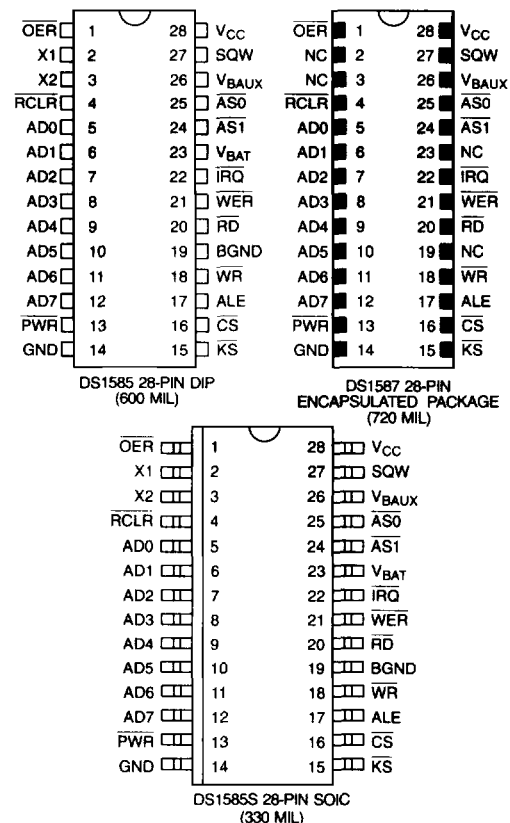 OER 1 28 VCC
X1 2 27 SQW
X2 3 26 VBAUX
RCLR 4 25 AS0
AD0 5 24 AS1
AD1 6 23 VBAT
AD2 7 22 IRQ
AD3 8 21 WER
AD4 9 20 RD
AD5 10 19 BGND
AD6 11 18 WR
AD7 12 17 ALE
PWR 13 16 CS
GND 14 15 KS
DS1585 28-PIN DIP
(600 MIL)
OER 1 28 VCC
NC 2 27 SQW
NC 3 26 VBAUX
RCLR 4 25 AS0
AD0 5 24 AS1
AD1 6 23 NC
AD2 7 22 IRQ
AD3 8 21 WER
AD4 9 20 RD
AD5 10 19 NC
AD6 11 18 WR
AD7 12 17 ALE
PWR 13 16 CS
GND 14 15 KS
DS1587 28-PIN
ENCAPSULATED PACKAGE
(720 MIL)
OER 1 28 VCC
X1 2 27 SQW
X2 3 26 VBAUX
RCLR 4 25 AS0
AD0 5 24 AS1
AD1 6 23 VBAT
AD2 7 22 IRQ
AD3 8 21 WER
AD4 9 20 RD
AD5 10 19 BGND
AD6 11 18 WR
AD7 12 17 ALE
PWR 13 16 CS
GND 14 15 KS
DS1585S 28-PIN SOIC
(330 MIL)